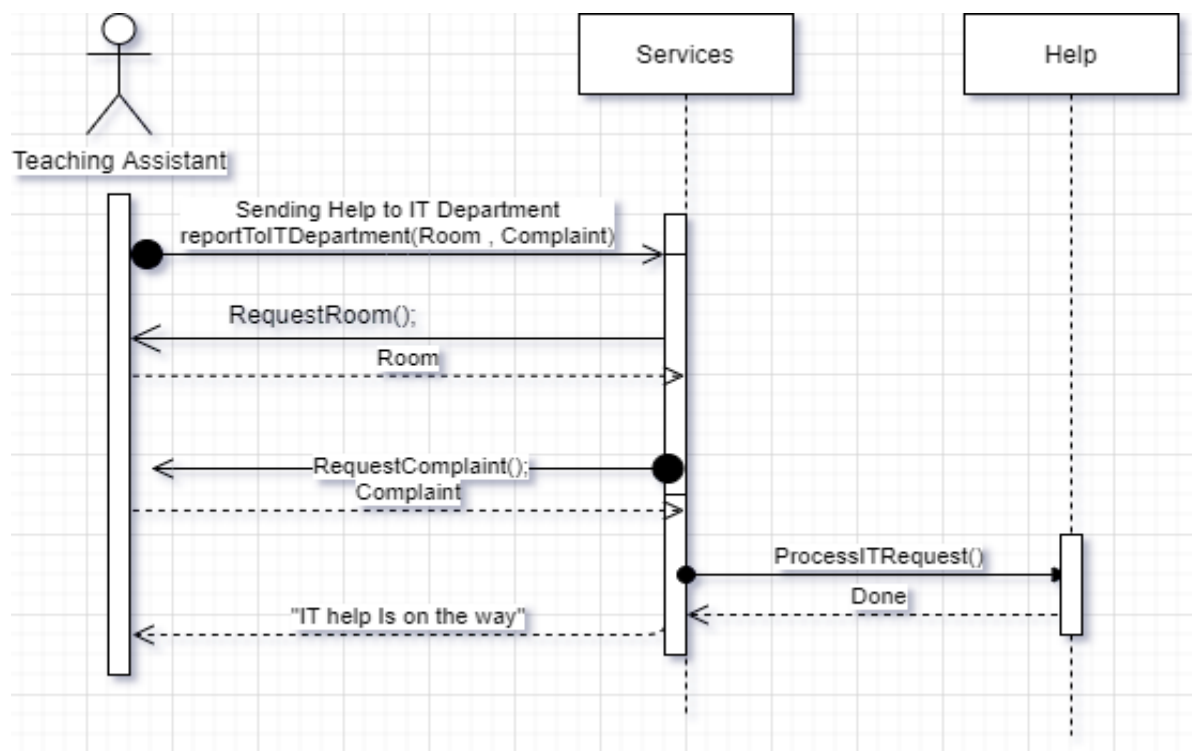 Services
Help
Teaching Assistant
Sending Help to IT Department
reportToITDepartment(Room , Complaint)
RequestRoom();
Room
RequestComplaint();
Complaint
ProcessITRequest()
Done
"IT help Is on the way"